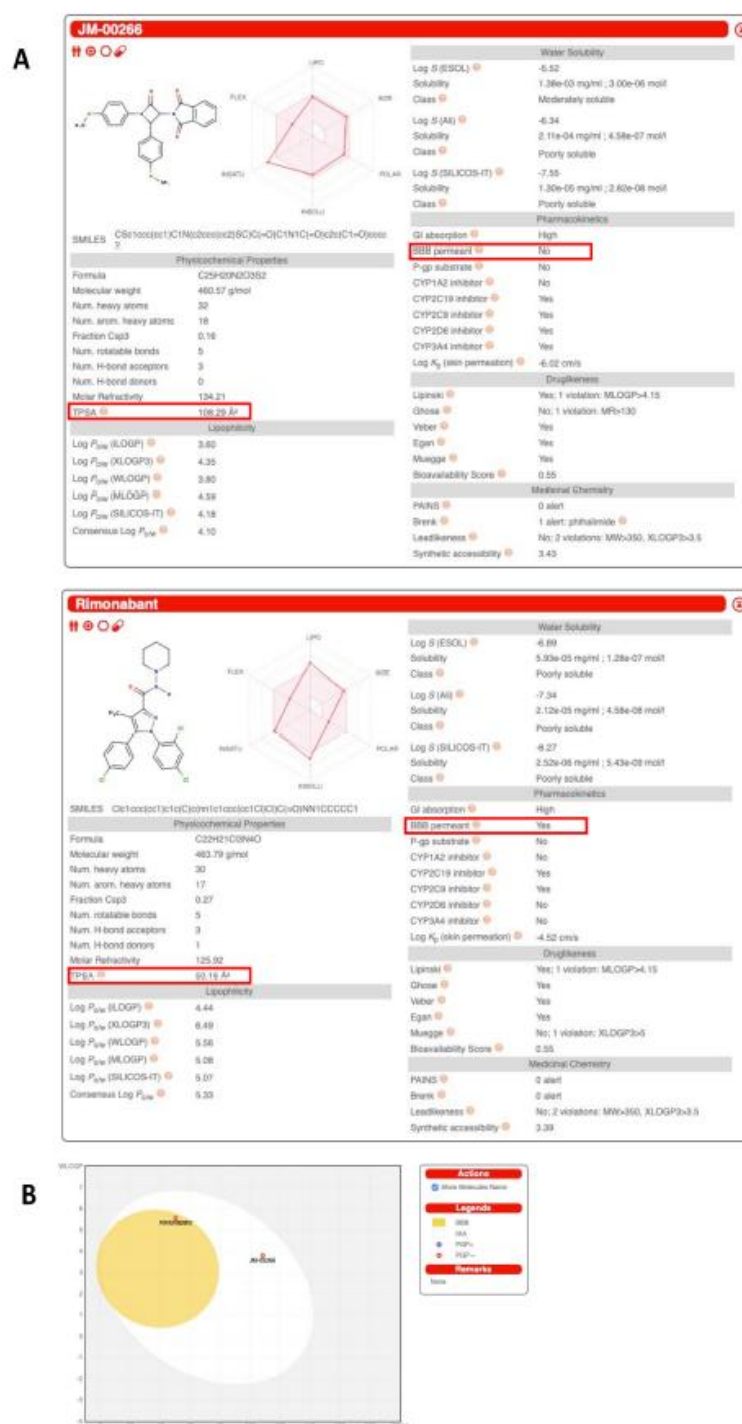 A
JM-00266
LIPO
FLEX
SIZE
INSATU
POLAR
INSOLU
SMILES CSc1ccc(cc1)C1N(c2ccc(cc2)SC)C(=O)C1N1C(=O)c2c(C1=O)cccc
2
Physicochemical Properties
Formula C25H20N2O3S2
Molecular weight 460.57 g/mol
Num. heavy atoms 32
Num. arom. heavy atoms 18
Fraction Csp3 0.16
Num. rotatable bonds 5
Num. H-bond acceptors 3
Num. H-bond donors 0
Molar Refractivity 134.21
TPSA 108.29 Å²
Lipophilicity
Log Po/w (iLOGP) 3.60
Log Po/w (XLOGP3) 4.35
Log Po/w (WLOGP) 3.80
Log Po/w (MLOGP) 4.59
Log Po/w (SILICOS-IT) 4.18
Consensus Log Po/w 4.10
Water Solubility
Log S (ESOL) -5.52
Solubility 1.38e-03 mg/ml ; 3.00e-06 mol/l
Class Moderately soluble
Log S (Ali) -6.34
Solubility 2.11e-04 mg/ml ; 4.58e-07 mol/l
Class Poorly soluble
Log S (SILICOS-IT) -7.55
Solubility 1.30e-05 mg/ml ; 2.82e-08 mol/l
Class Poorly soluble
Pharmacokinetics
GI absorption High
BBB permeant No
P-gp substrate No
CYP1A2 inhibitor No
CYP2C19 inhibitor Yes
CYP2C9 inhibitor Yes
CYP2D6 inhibitor Yes
CYP3A4 inhibitor Yes
Log Kp (skin permeation) -6.02 cm/s
Druglikeness
Lipinski Yes; 1 violation: MLOGP>4.15
Ghose No; 1 violation: MR>130
Veber Yes
Egan Yes
Muegge Yes
Bioavailability Score 0.55
Medicinal Chemistry
PAINS 0 alert
Brenk 1 alert: phthalimide
Leadlikeness No; 2 violations: MW>350, XLOGP3>3.5
Synthetic accessibility 3.43
Rimonabant
LIPO
FLEX
SIZE
INSATU
POLAR
INSOLU
SMILES Clc1ccc(cc1)c1c(C)c(nn1c1ccc(cc1Cl)Cl)C(=O)NN1CCCCC1
Physicochemical Properties
Formula C22H21Cl3N4O
Molecular weight 463.79 g/mol
Num. heavy atoms 30
Num. arom. heavy atoms 17
Fraction Csp3 0.27
Num. rotatable bonds 5
Num. H-bond acceptors 3
Num. H-bond donors 1
Molar Refractivity 125.92
TPSA 50.16 Å²
Lipophilicity
Log Po/w (iLOGP) 4.44
Log Po/w (XLOGP3) 6.49
Log Po/w (WLOGP) 5.56
Log Po/w (MLOGP) 5.08
Log Po/w (SILICOS-IT) 5.07
Consensus Log Po/w 5.33
Water Solubility
Log S (ESOL) -6.89
Solubility 5.93e-05 mg/ml ; 1.28e-07 mol/l
Class Poorly soluble
Log S (Ali) -7.34
Solubility 2.12e-05 mg/ml ; 4.58e-08 mol/l
Class Poorly soluble
Log S (SILICOS-IT) -8.27
Solubility 2.52e-06 mg/ml ; 5.43e-09 mol/l
Class Poorly soluble
Pharmacokinetics
GI absorption High
BBB permeant Yes
P-gp substrate No
CYP1A2 inhibitor No
CYP2C19 inhibitor Yes
CYP2C9 inhibitor Yes
CYP2D6 inhibitor No
CYP3A4 inhibitor No
Log Kp (skin permeation) -4.52 cm/s
Druglikeness
Lipinski Yes; 1 violation: MLOGP>4.15
Ghose Yes
Veber Yes
Egan Yes
Muegge No; 1 violation: XLOGP3>5
Bioavailability Score 0.55
Medicinal Chemistry
PAINS 0 alert
Brenk 0 alert
Leadlikeness No; 2 violations: MW>350, XLOGP3>3.5
Synthetic accessibility 3.39
B
WLOGP
Rimonabant
JM-00266
Actions
Show Molecules Name
Legends
BBB
HIA
PGP+
PGP-
Remarks
None